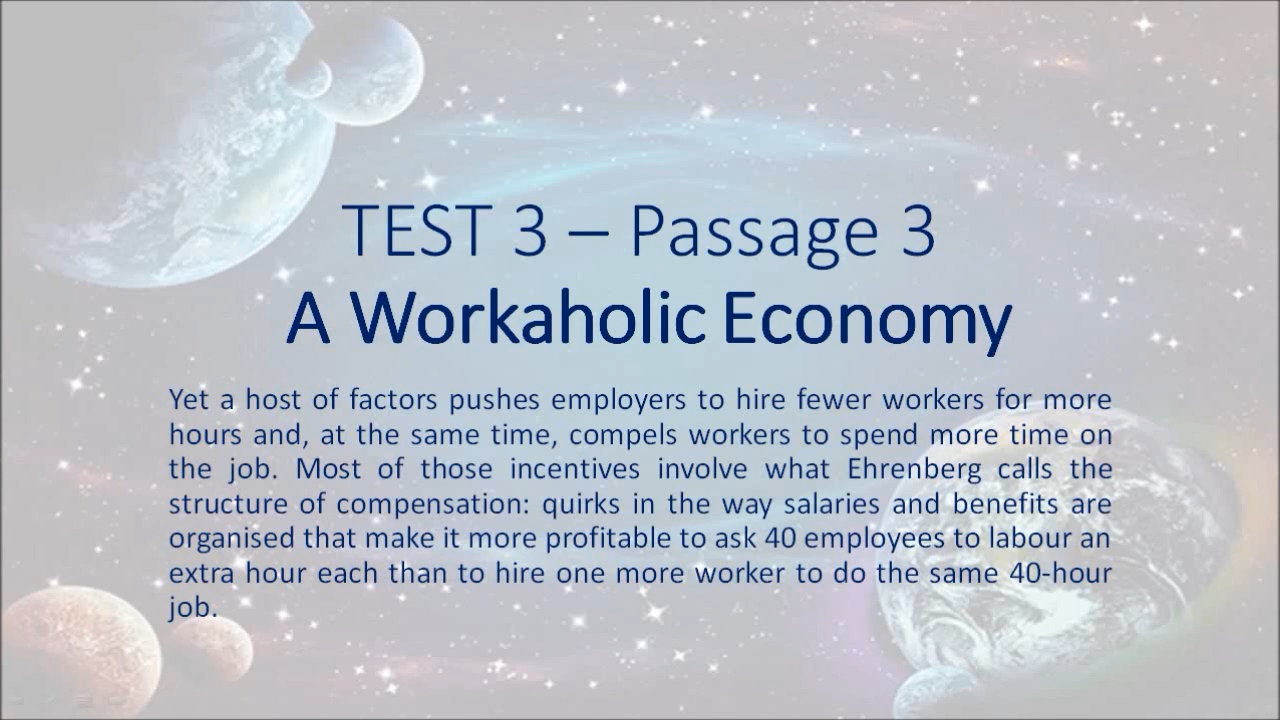 TEST 3 – Passage 3
A Workaholic Economy
Yet a host of factors pushes employers to hire fewer workers for more
hours and, at the same time, compels workers to spend more time on
the job. Most of those incentives involve what Ehrenberg calls the
structure of compensation: quirks in the way salaries and benefits are
organised that make it more profitable to ask 40 employees to labour an
extra hour each than to hire one more worker to do the same 40-hour
job.